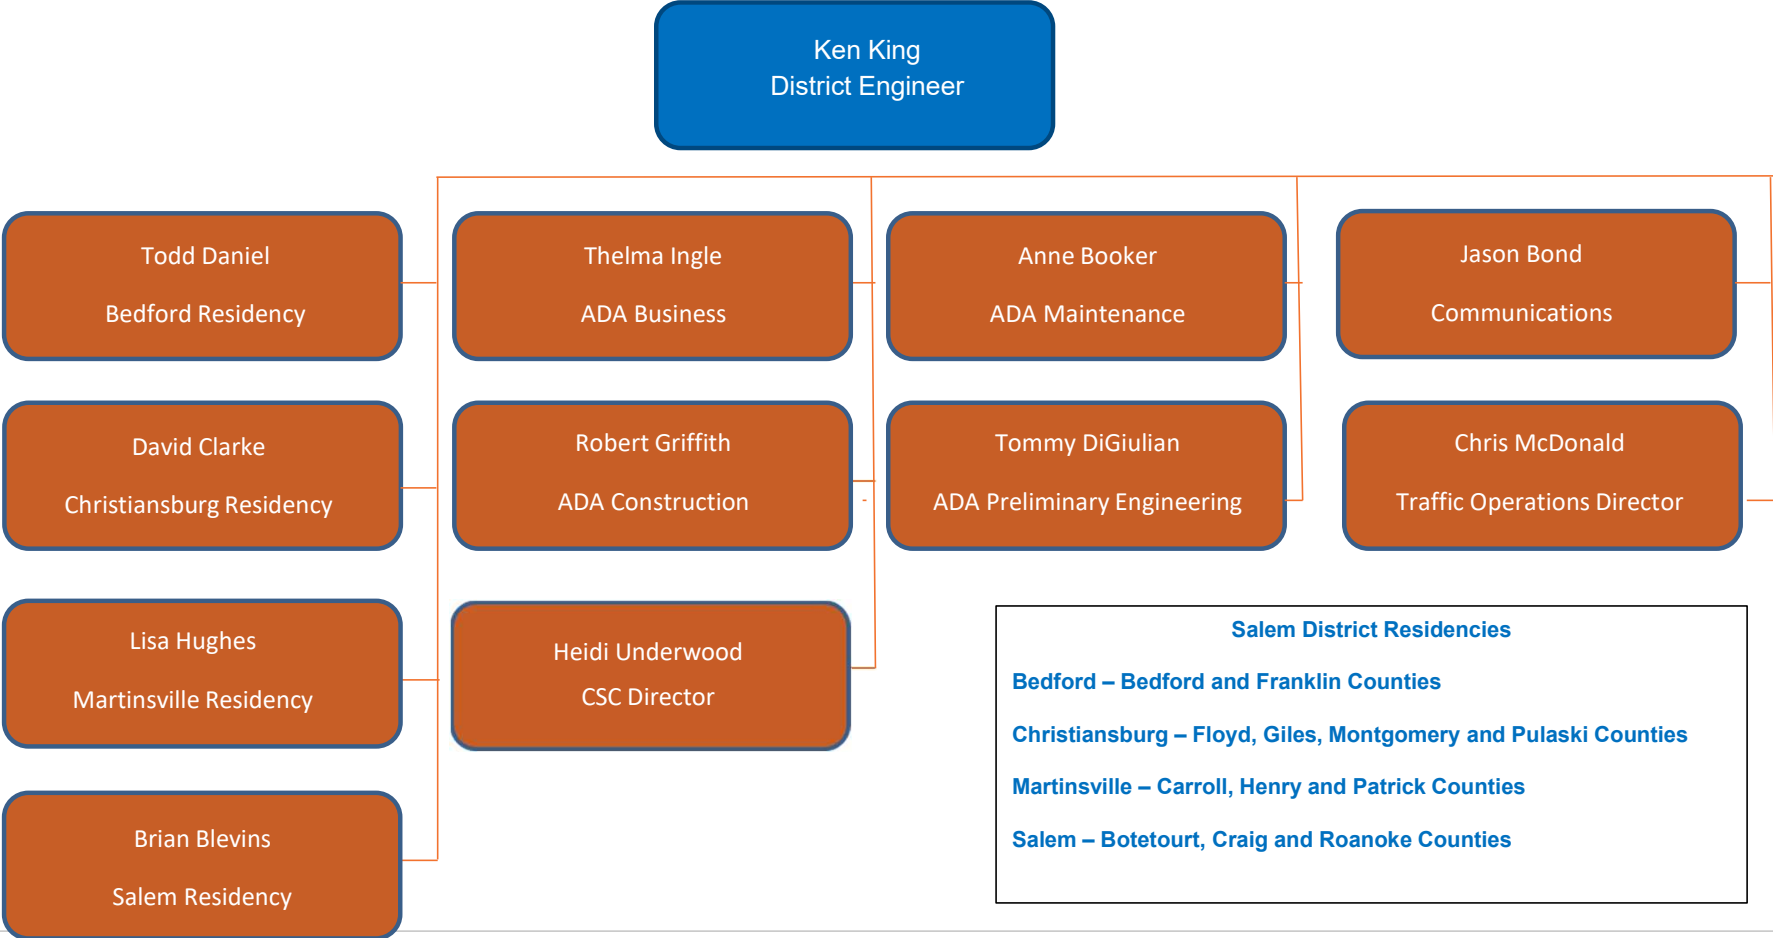 Ken King
District Engineer
Todd Daniel
Bedford Residency
Thelma Ingle
ADA Business
Anne Booker
ADA Maintenance
Jason Bond
Communications
David Clarke
Christiansburg Residency
Robert Griffith
ADA Construction
Tommy DiGiulian
ADA Preliminary Engineering
Chris McDonald
Traffic Operations Director
Lisa Hughes
Martinsville Residency
Heidi Underwood
CSC Director
Brian Blevins
Salem Residency
Salem District Residencies
Bedford – Bedford and Franklin Counties
Christiansburg – Floyd, Giles, Montgomery and Pulaski Counties
Martinsville – Carroll, Henry and Patrick Counties
Salem – Botetourt, Craig and Roanoke Counties